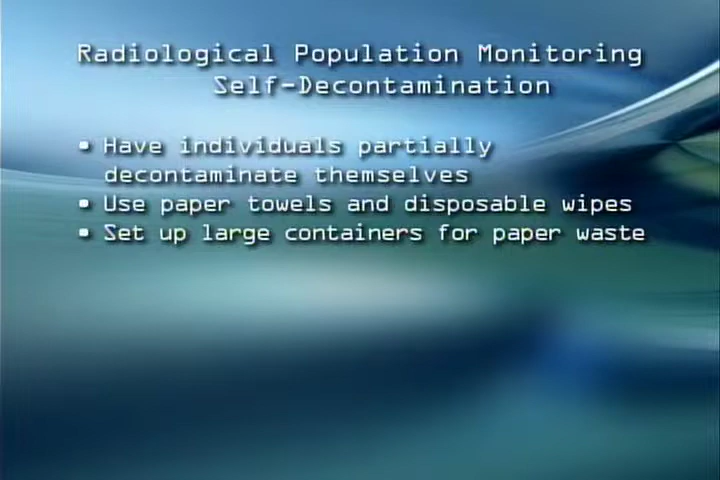 Radiological Population Monitoring
Self-Decontamination
• Have individuals partially
decontaminate themselves
• Use paper towels and disposable wipes
• Set up large containers for paper waste